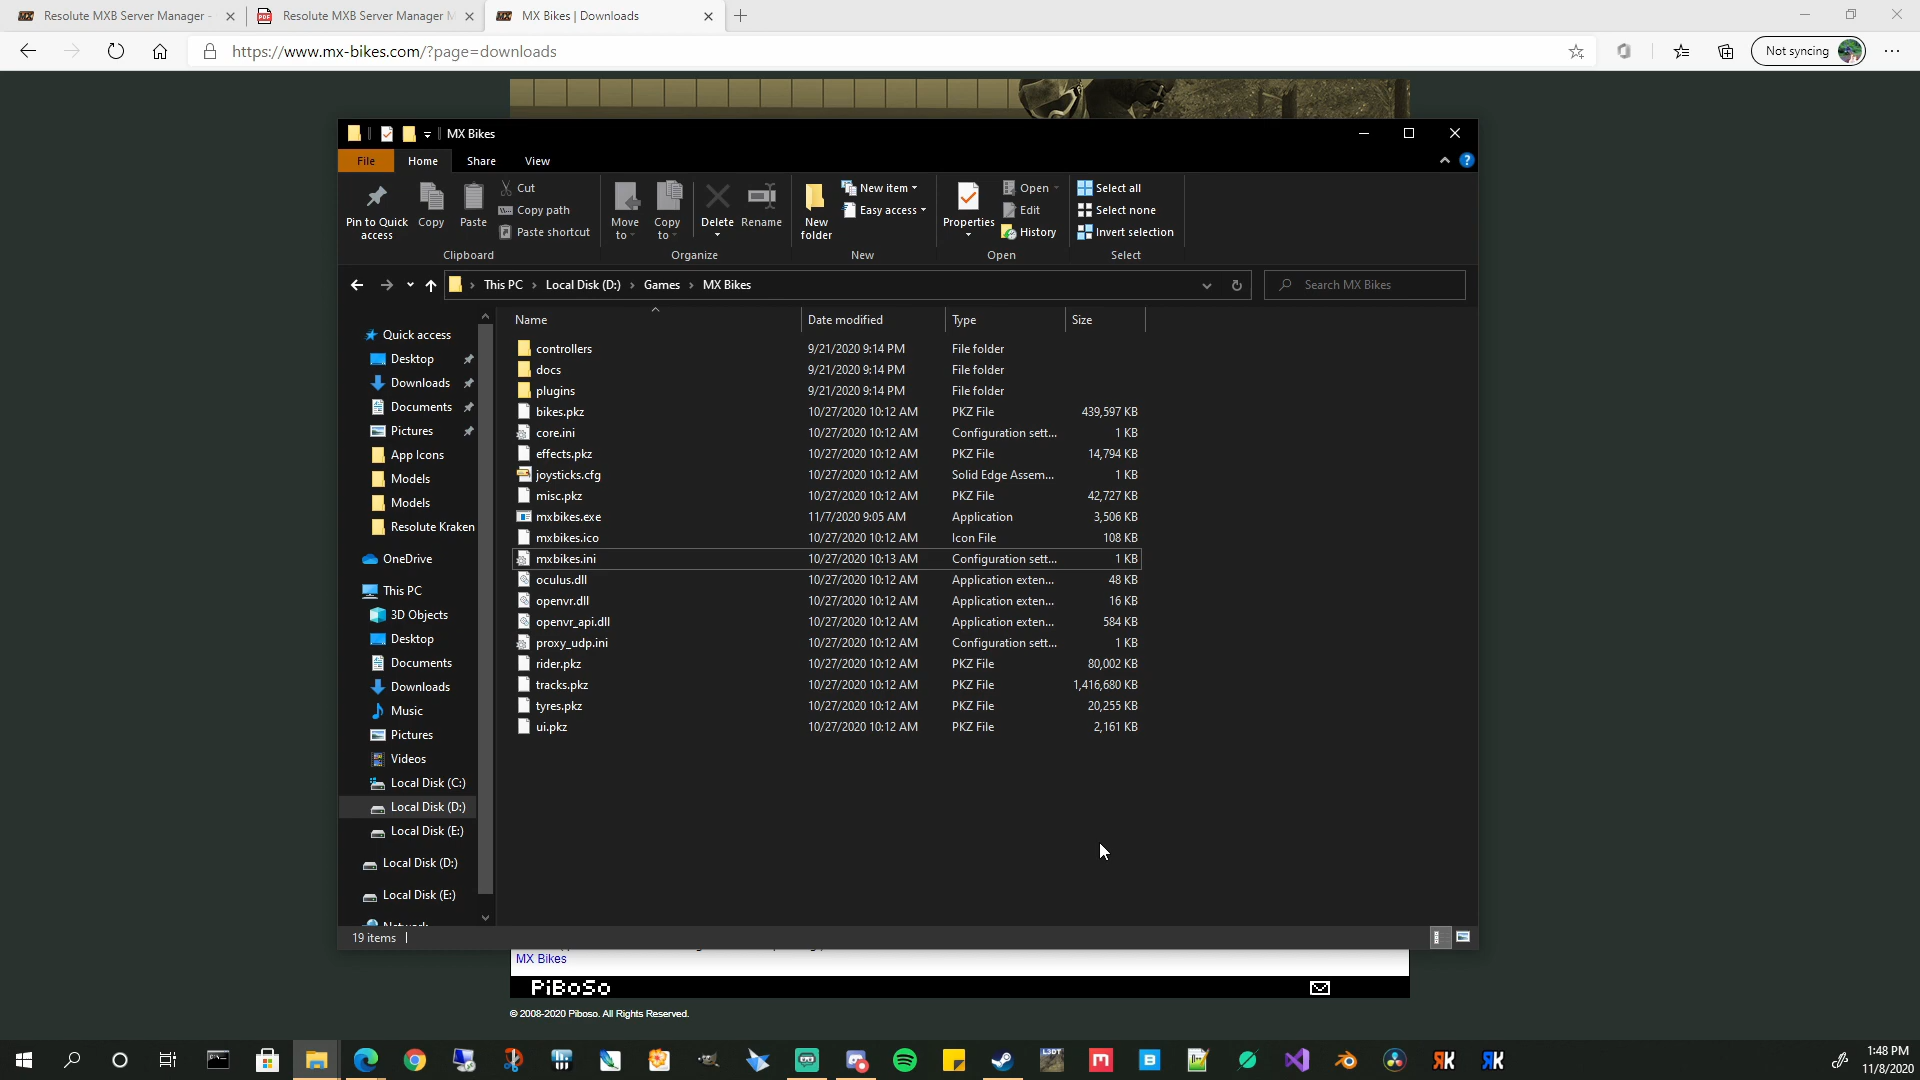 Resolute MXB Server Manager -
Resolute MXB Server Manager M
MX Bikes | Downloads
https://www.mx-bikes.com/?page=downloads
Not syncing
MX Bikes
File
Home
Share
View
Pin to Quick access
Copy
Paste
Cut
Copy path
Paste shortcut
Clipboard
Move to
Copy to
Delete
Rename
Organize
New folder
New item
Easy access
New
Properties
Open
Edit
History
Open
Select all
Select none
Invert selection
Select
This PC > Local Disk (D:) > Games > MX Bikes
Search MX Bikes
Name Date modified Type Size
controllers 9/21/2020 9:14 PM File folder
docs 9/21/2020 9:14 PM File folder
plugins 9/21/2020 9:14 PM File folder
bikes.pkz 10/27/2020 10:12 AM PKZ File 439,597 KB
core.ini 10/27/2020 10:12 AM Configuration sett... 1 KB
effects.pkz 10/27/2020 10:12 AM PKZ File 14,794 KB
joysticks.cfg 10/27/2020 10:12 AM Solid Edge Assem... 1 KB
misc.pkz 10/27/2020 10:12 AM PKZ File 42,727 KB
mxbikes.exe 11/7/2020 9:05 AM Application 3,506 KB
mxbikes.ico 10/27/2020 10:12 AM Icon File 108 KB
mxbikes.ini 10/27/2020 10:13 AM Configuration sett... 1 KB
oculus.dll 10/27/2020 10:12 AM Application exten... 48 KB
openvr.dll 10/27/2020 10:12 AM Application exten... 16 KB
openvr_api.dll 10/27/2020 10:12 AM Application exten... 584 KB
proxy_udp.ini 10/27/2020 10:12 AM Configuration sett... 1 KB
rider.pkz 10/27/2020 10:12 AM PKZ File 80,002 KB
tracks.pkz 10/27/2020 10:12 AM PKZ File 1,416,680 KB
tyres.pkz 10/27/2020 10:12 AM PKZ File 20,255 KB
ui.pkz 10/27/2020 10:12 AM PKZ File 2,161 KB
Quick access
Desktop
Downloads
Documents
Pictures
App Icons
Models
Models
Resolute Kraken
OneDrive
This PC
3D Objects
Desktop
Documents
Downloads
Music
Pictures
Videos
Local Disk (C:)
Local Disk (D:)
Local Disk (E:)
Local Disk (D:)
Local Disk (E:)
Network
19 items
MX Bikes
PiBoSo
© 2008-2020 Piboso. All Rights Reserved.
1:48 PM
11/8/2020